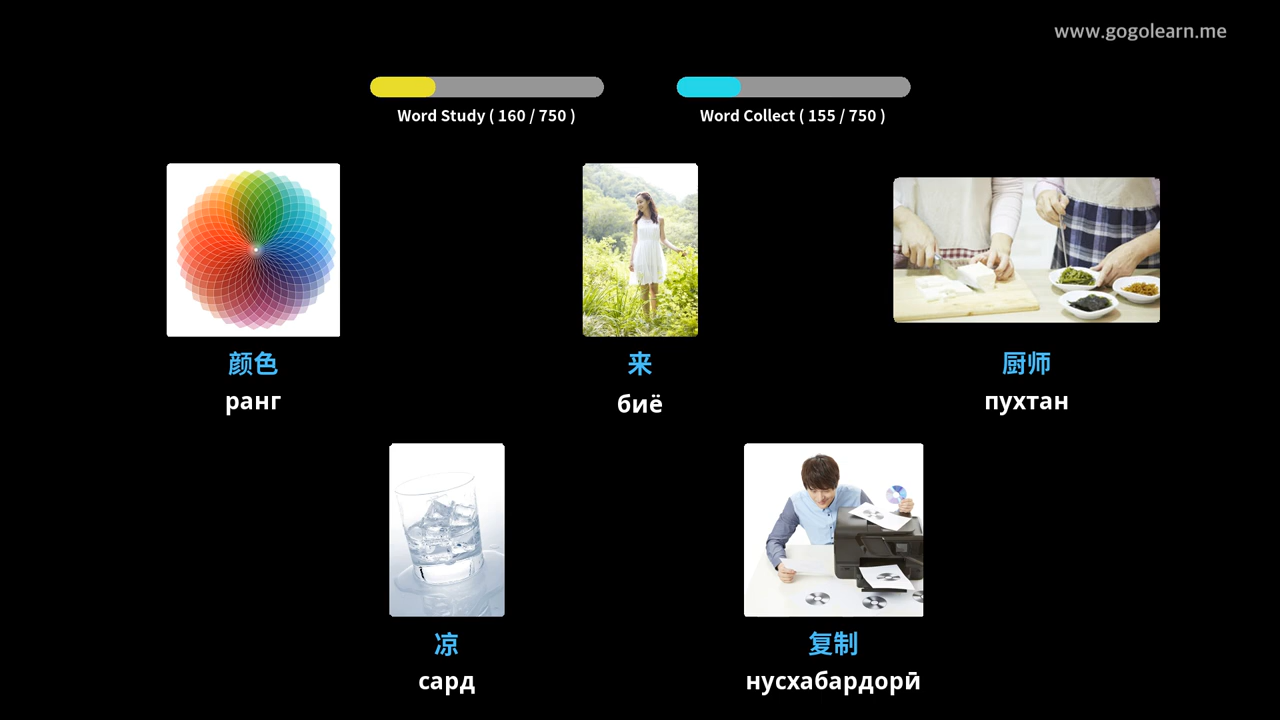 www.gogolearn.me
Word Study ( 160 / 750 )
Word Collect ( 155 / 750 )
颜色
ранг
来
биё
厨师
пухтан
凉
сард
复制
нусхабардорӣ